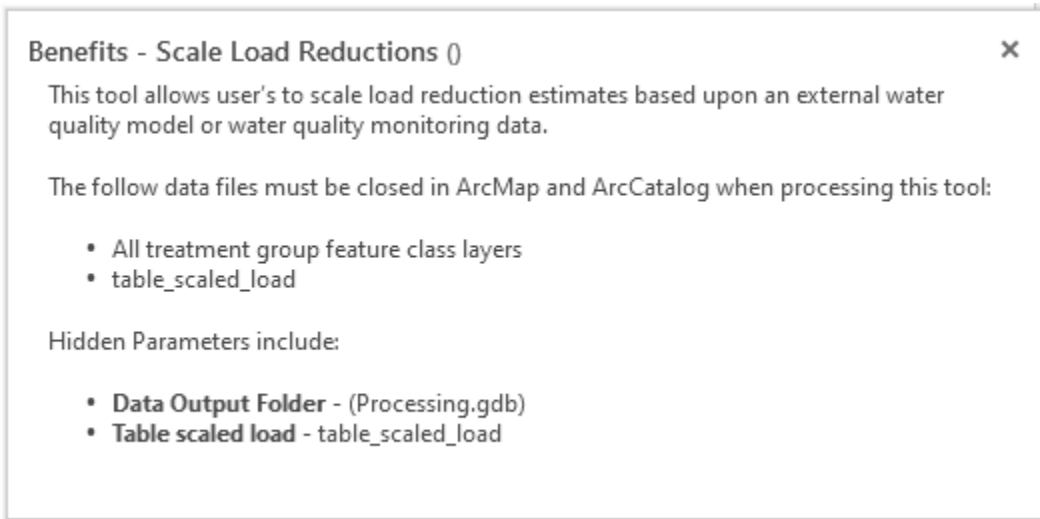 Benefits - Scale Load Reductions ()
This tool allows user's to scale load reduction estimates based upon an external water
quality model or water quality monitoring data.
The follow data files must be closed in ArcMap and ArcCatalog when processing this tool:
• All treatment group feature class layers
• table_scaled_load
Hidden Parameters include:
• Data Output Folder - (Processing.gdb)
• Table scaled load - table_scaled_load